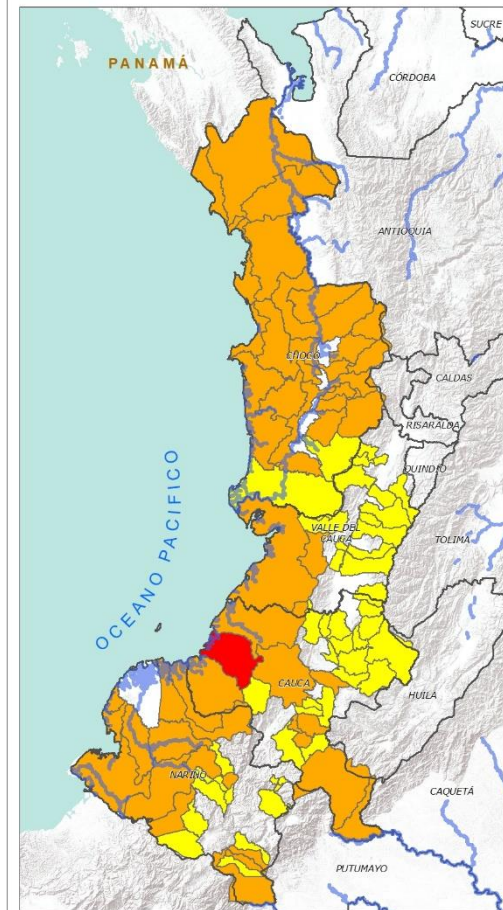 SUCRE
PANAMÁ
CÓRDOBA
ANTIOQUIA
CHOCÓ
CALDAS
RISARALDA
QUINDÍO
OCEANO PACIFICO
VALLE DEL
CAUCA
TOLIMA
HUILA
CAUCA
NARIÑO
CAQUETÁ
PUTUMAYO